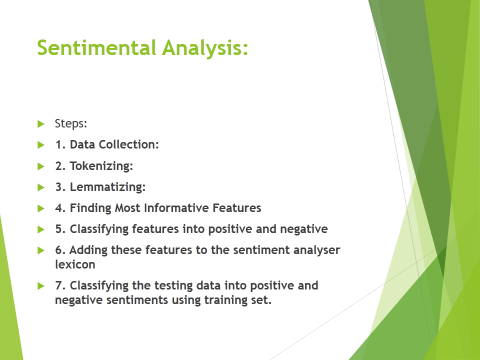 Sentimental Analysis:
Steps:
1. Data Collection:
2. Tokenizing:
3. Lemmatizing:
4. Finding Most Informative Features
5. Classifying features into positive and negative
6. Adding these features to the sentiment analyser
lexicon
7. Classifying the testing data into positive and
negative sentiments using training set.